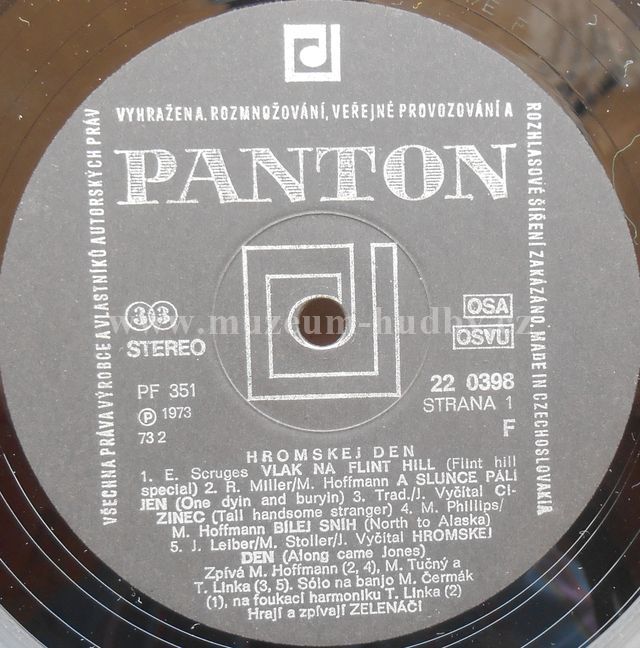 VŠECHNA PRÁVA VÝROBCE A VLASTNÍKŮ AUTORSKÝCH PRÁV
VYHRAŽENA. ROZMNOŽOVÁNÍ, VEŘEJNÉ PROVOZOVÁNÍ A
ROZHLASOVÉ ŠÍŘENÍ ZAKÁZÁNO. MADE IN CZECHOSLOVAKIA
PANTON
www.muzeum-hudby.cz
33
STEREO
OSA
OSVU
PF 351
Ⓟ 1973
73 2
22 0398
STRANA 1
F
HROMSKEJ DEN
1. E. Scruges VLAK NA FLINT HILL (Flint hill
special) 2. R. Miller/M. Hoffmann A SLUNCE PÁLÍ
JEN (One dyin and buryin) 3. Trad./J. Vyčítal CI-
ZINEC (Tall handsome stranger) 4. M. Phillips/
M. Hoffmann BÍLEJ SNÍH (North to Alaska)
5. J. Leiber/M. Stoller/J. Vyčítal HROMSKEJ
DEN (Along came Jones)
Zpívá M. Hoffmann (2, 4), M. Tučný a
T. Linka (3, 5). Sólo na banjo M. Čermák
(1), na foukací harmoniku T. Linka (2)
Hrají a zpívají ZELENÁČI